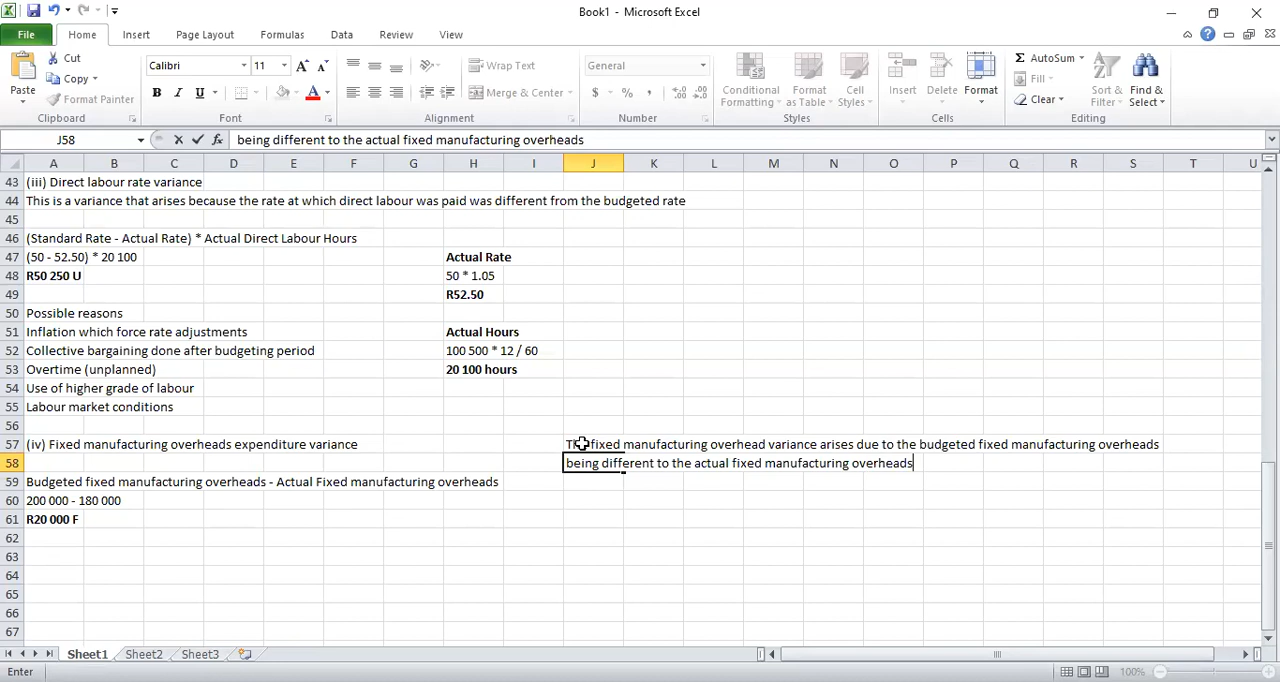 Book1 - Microsoft Excel
File Home Insert Page Layout Formulas Data Review View
Paste Cut Copy Format Painter Clipboard
Calibri 11 A A B I U A Font
Wrap Text Merge & Center Alignment
General $ % , .0 .00 .00 .0 Number
Conditional Formatting Format as Table Cell Styles Styles
Insert Delete Format Cells
Σ AutoSum Fill Clear Sort & Filter Find & Select Editing
J58 fx being different to the actual fixed manufacturing overheads
A B C D E F G H I J K L M N O P Q R S T U
43 (iii) Direct labour rate variance
44 This is a variance that arises because the rate at which direct labour was paid was different from the budgeted rate
45
46 (Standard Rate - Actual Rate) * Actual Direct Labour Hours
47 (50 - 52.50) * 20 100 Actual Rate
48 R50 250 U 50 * 1.05
49 R52.50
50 Possible reasons
51 Inflation which force rate adjustments Actual Hours
52 Collective bargaining done after budgeting period 100 500 * 12 / 60
53 Overtime (unplanned) 20 100 hours
54 Use of higher grade of labour
55 Labour market conditions
56
57 (iv) Fixed manufacturing overheads expenditure variance The fixed manufacturing overhead variance arises due to the budgeted fixed manufacturing overheads
58 being different to the actual fixed manufacturing overheads
59 Budgeted fixed manufacturing overheads - Actual Fixed manufacturing overheads
60 200 000 - 180 000
61 R20 000 F
62
63
64
65
66
67
Sheet1 Sheet2 Sheet3
Enter 100%